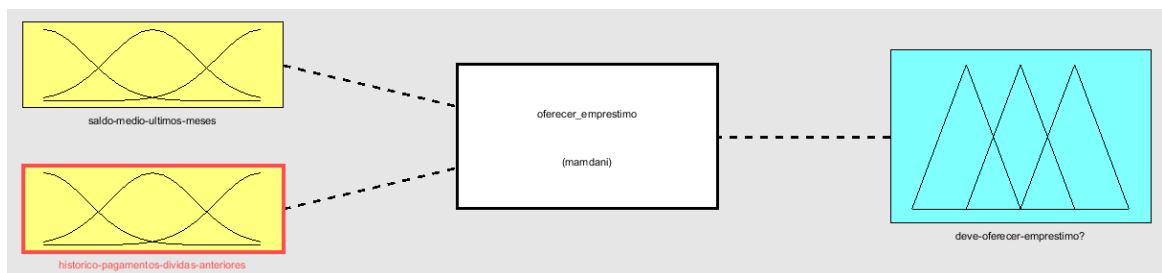 saldo-medio-ultimos-meses
oferecer_emprestimo
(mamdani)
historico-pagamentos-dividas-anteriores
deve-oferecer-emprestimo?